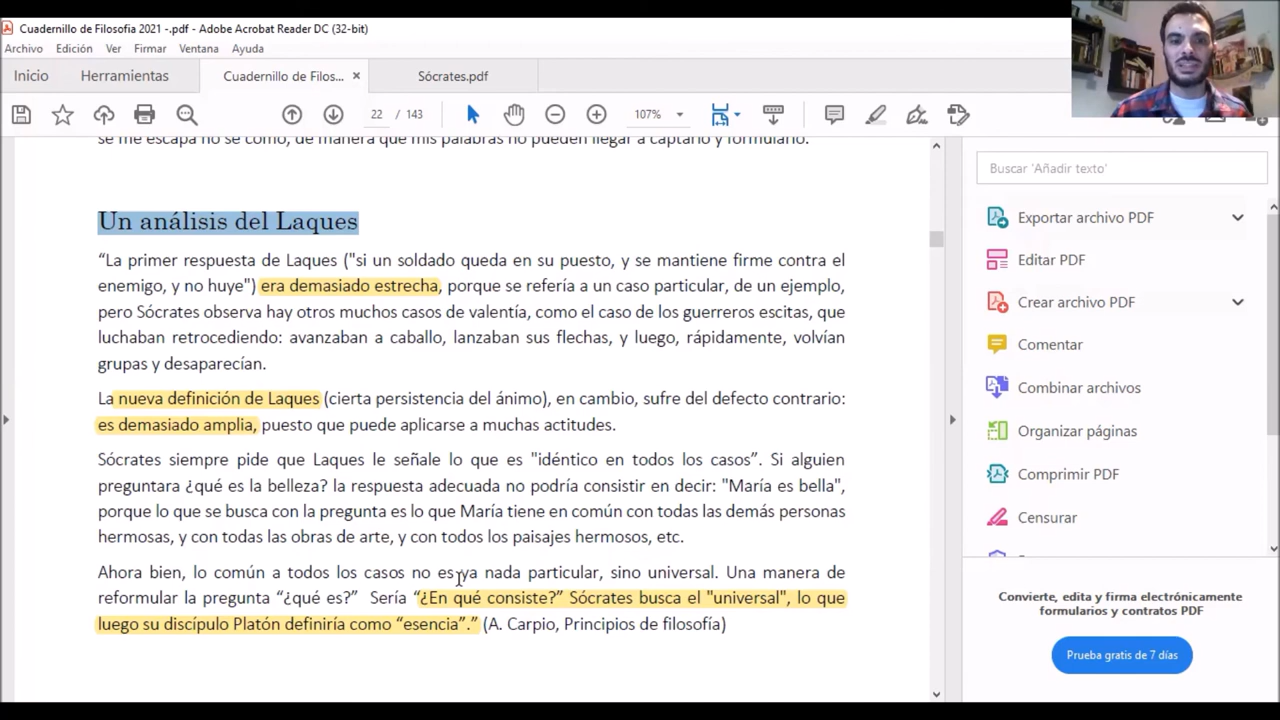 Cuadernillo de Filosofia 2021 -.pdf - Adobe Acrobat Reader DC (32-bit)
Archivo Edición Ver Firmar Ventana Ayuda
Inicio Herramientas Cuadernillo de Filos... × Sócrates.pdf
22 / 143 107%
se me escapa no sé cómo, de manera que mis palabras no pueden llegar a captarlo y formularlo.
Un análisis del Laques
“La primer respuesta de Laques ("si un soldado queda en su puesto, y se mantiene firme contra el
enemigo, y no huye") era demasiado estrecha, porque se refería a un caso particular, de un ejemplo,
pero Sócrates observa hay otros muchos casos de valentía, como el caso de los guerreros escitas, que
luchaban retrocediendo: avanzaban a caballo, lanzaban sus flechas, y luego, rápidamente, volvían
grupas y desaparecían.
La nueva definición de Laques (cierta persistencia del ánimo), en cambio, sufre del defecto contrario:
es demasiado amplia, puesto que puede aplicarse a muchas actitudes.
Sócrates siempre pide que Laques le señale lo que es "idéntico en todos los casos”. Si alguien
preguntara ¿qué es la belleza? la respuesta adecuada no podría consistir en decir: "María es bella",
porque lo que se busca con la pregunta es lo que María tiene en común con todas las demás personas
hermosas, y con todas las obras de arte, y con todos los paisajes hermosos, etc.
Ahora bien, lo común a todos los casos no es ya nada particular, sino universal. Una manera de
reformular la pregunta “¿qué es?” Sería “¿En qué consiste?” Sócrates busca el "universal", lo que
luego su discípulo Platón definiría como “esencia”.” (A. Carpio, Principios de filosofía)
Buscar 'Añadir texto'
Exportar archivo PDF
Editar PDF
Crear archivo PDF
Comentar
Combinar archivos
Organizar páginas
Comprimir PDF
Censurar
Convierte, edita y firma electrónicamente
formularios y contratos PDF
Prueba gratis de 7 días